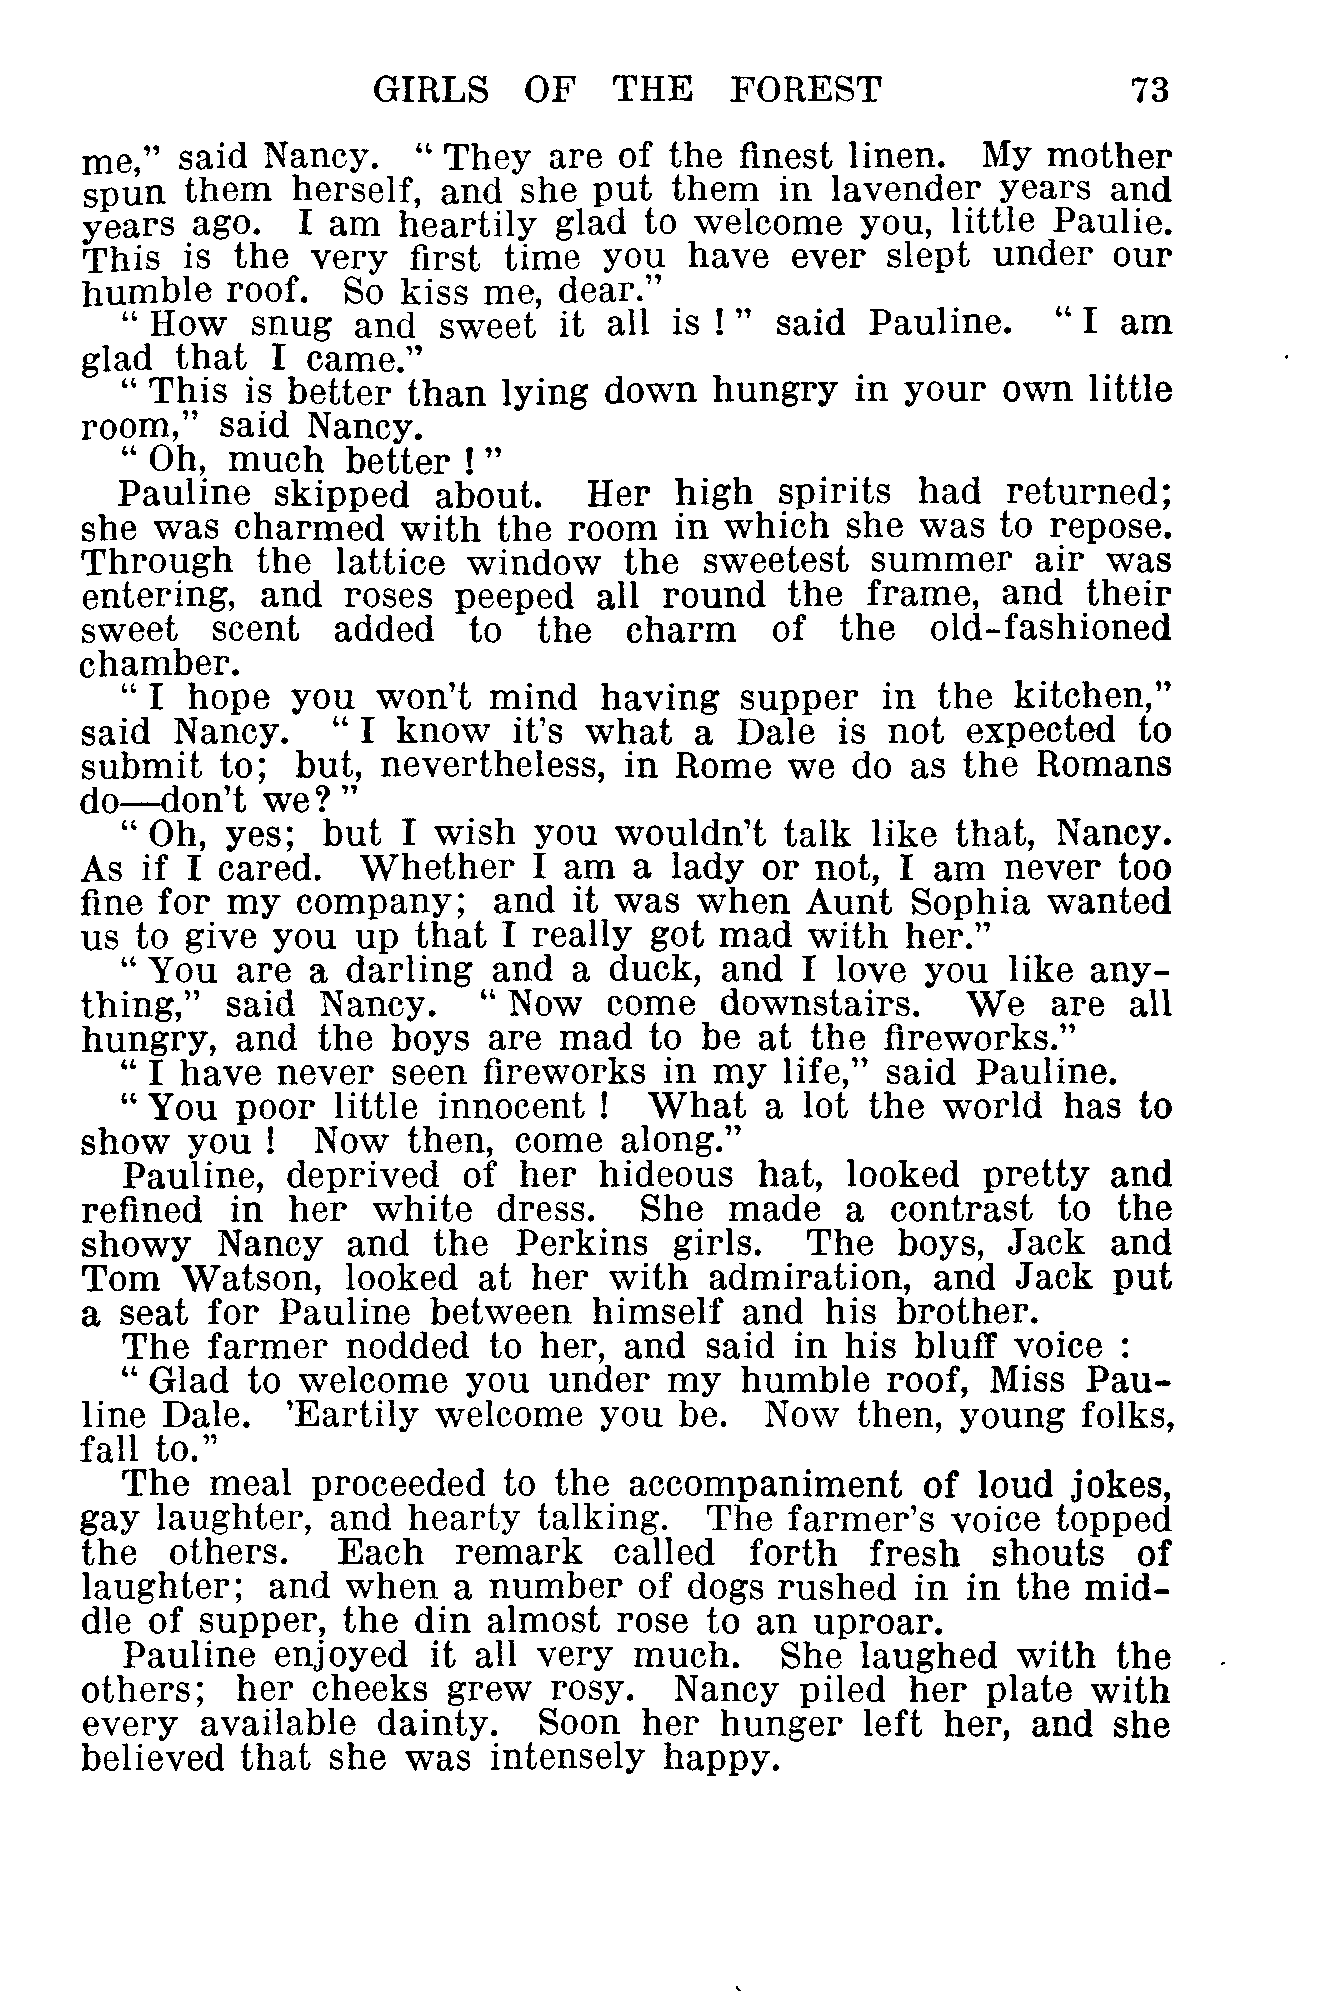 GIRLS OF THE FOREST 73
me,” said Nancy. “ They are of the finest linen. My mother
spun them herself, and she put them in lavender years and
years ago. I am heartily glad to welcome you, little Paulie.
This is the very first time you have ever slept under our
humble roof. So kiss me, dear.”
“ How snug and sweet it all is ! ” said Pauline. “ I am
glad that I came.”
“ This is better than lying down hungry in your own little
room,” said Nancy.
“ Oh, much better ! ”
Pauline skipped about. Her high spirits had returned;
she was charmed with the room in which she was to repose.
Through the lattice window the sweetest summer air was
entering, and roses peeped all round the frame, and their
sweet scent added to the charm of the old-fashioned
chamber.
“ I hope you won’t mind having supper in the kitchen,”
said Nancy. “ I know it’s what a Dale is not expected to
submit to; but, nevertheless, in Rome we do as the Romans
do—don’t we? ”
“ Oh, yes; but I wish you wouldn’t talk like that, Nancy.
As if I cared. Whether I am a lady or not, I am never too
fine for my company; and it was when Aunt Sophia wanted
us to give you up that I really got mad with her.”
“ You are a darling and a duck, and I love you like any-
thing,” said Nancy. “ Now come downstairs. We are all
hungry, and the boys are mad to be at the fireworks.”
“ I have never seen fireworks in my life,” said Pauline.
“ You poor little innocent ! What a lot the world has to
show you ! Now then, come along.”
Pauline, deprived of her hideous hat, looked pretty and
refined in her white dress. She made a contrast to the
showy Nancy and the Perkins girls. The boys, Jack and
Tom Watson, looked at her with admiration, and Jack put
a seat for Pauline between himself and his brother.
The farmer nodded to her, and said in his bluff voice :
“ Glad to welcome you under my humble roof, Miss Pau-
line Dale. ’Eartily welcome you be. Now then, young folks,
fall to.”
The meal proceeded to the accompaniment of loud jokes,
gay laughter, and hearty talking. The farmer’s voice topped
the others. Each remark called forth fresh shouts of
laughter; and when a number of dogs rushed in in the mid-
dle of supper, the din almost rose to an uproar.
Pauline enjoyed it all very much. She laughed with the
others; her cheeks grew rosy. Nancy piled her plate with
every available dainty. Soon her hunger left her, and she
believed that she was intensely happy.